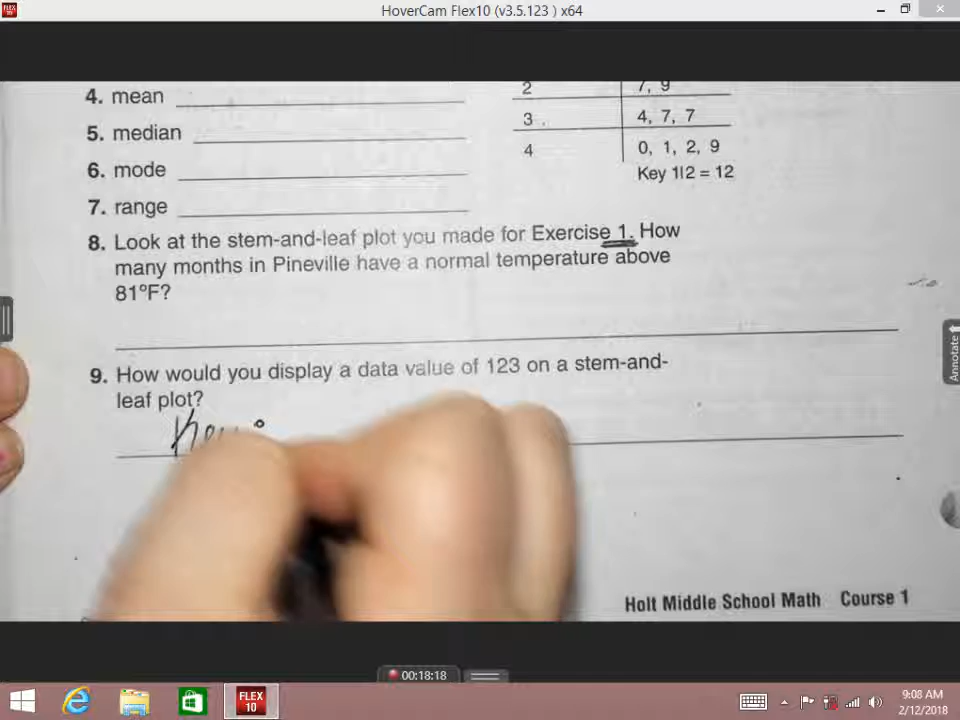 HoverCam Flex10 (v3.5.123 ) x64
4. mean
5. median
6. mode
7. range
2 | 7, 9
3 | 4, 7, 7
4 | 0, 1, 2, 9
Key 1|2 = 12
8. Look at the stem-and-leaf plot you made for Exercise 1. How
many months in Pineville have a normal temperature above
81°F?
9. How would you display a data value of 123 on a stem-and-
leaf plot?
Holt Middle School Math Course 1
Annotate
00:18:18
FLEX
10
9:08 AM
2/12/2018